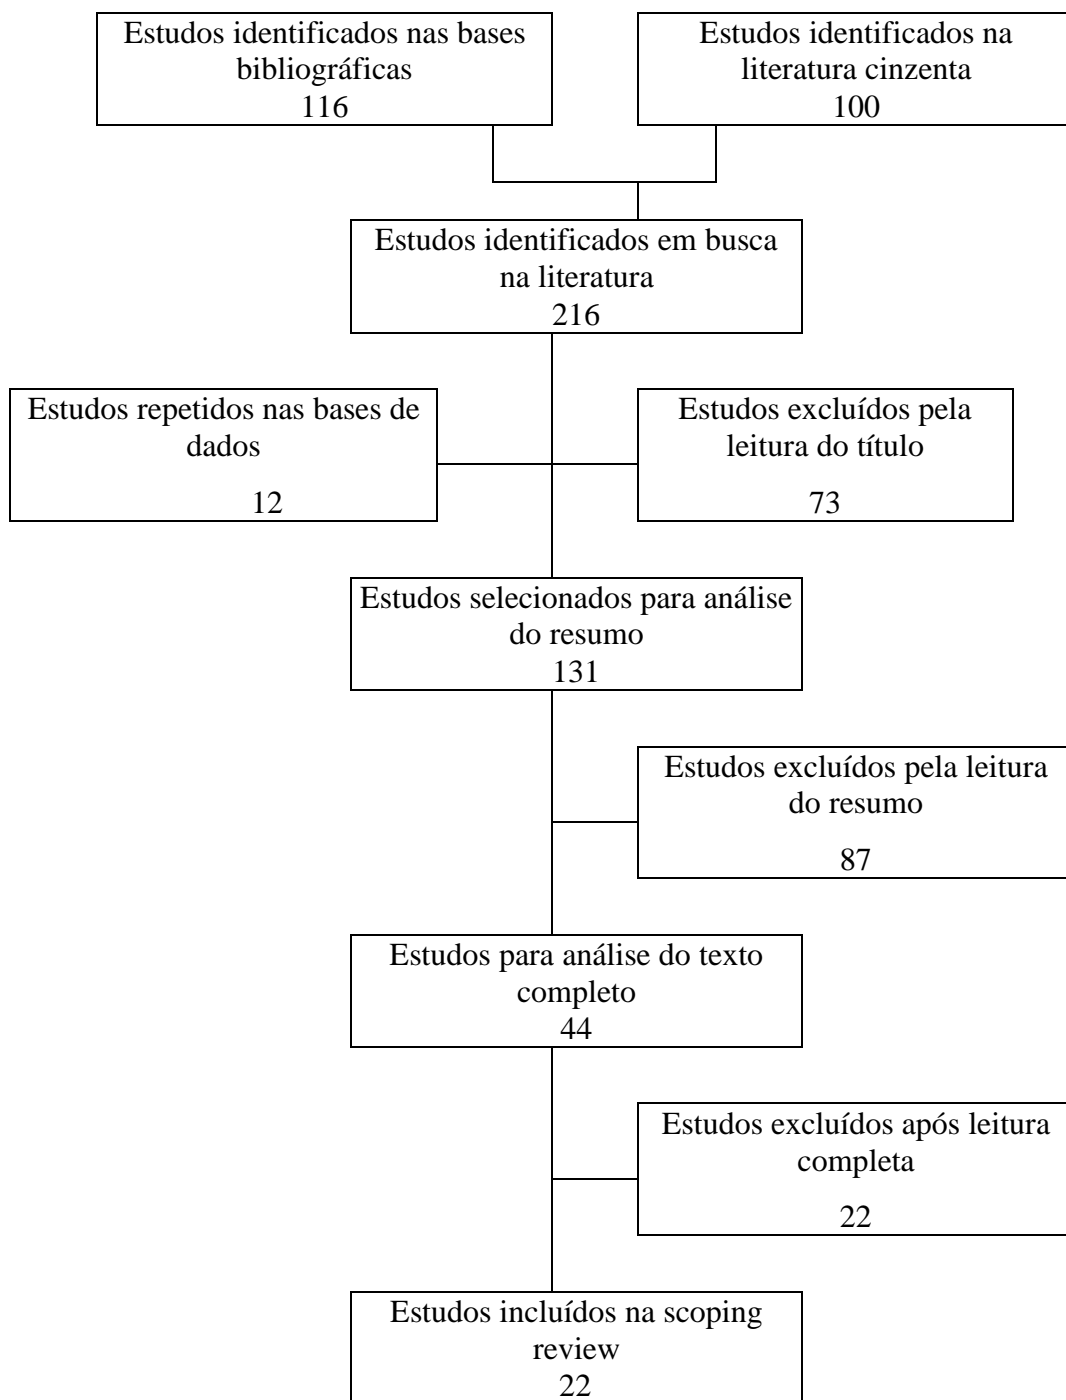 Estudos identificados nas bases
bibliográficas
116
Estudos identificados na
literatura cinzenta
100
Estudos identificados em busca
na literatura
216
Estudos repetidos nas bases de
dados
12
Estudos excluídos pela
leitura do título
73
Estudos selecionados para análise
do resumo
131
Estudos excluídos pela leitura
do resumo
87
Estudos para análise do texto
completo
44
Estudos excluídos após leitura
completa
22
Estudos incluídos na scoping
review
22